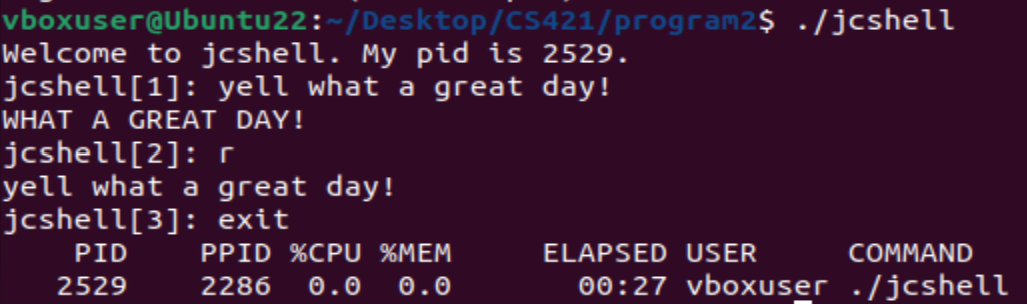 vboxuser@Ubuntu22:~/Desktop/CS421/program2$ ./jcshell
Welcome to jcshell. My pid is 2529.
jcshell[1]: yell what a great day!
WHAT A GREAT DAY!
jcshell[2]: r
yell what a great day!
jcshell[3]: exit
    PID    PPID %CPU %MEM     ELAPSED USER     COMMAND
   2529    2286  0.0  0.0       00:27 vboxuser ./jcshell